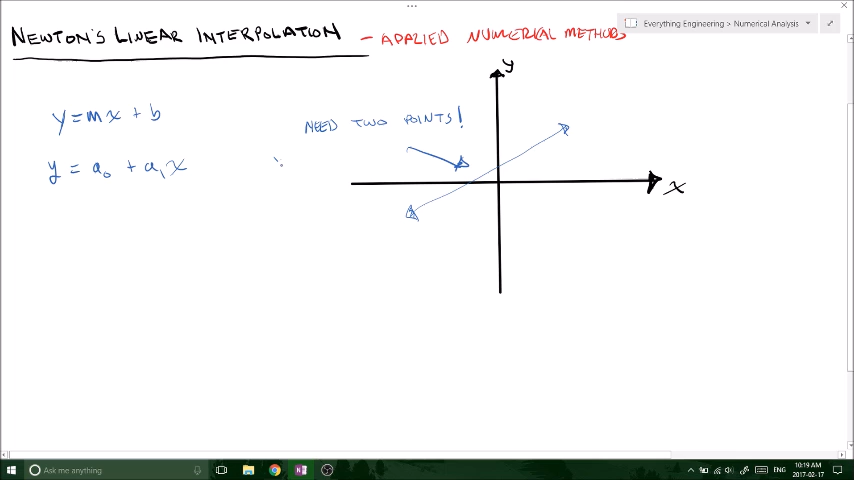 Everything Engineering > Numerical Analysis
NEWTON'S LINEAR INTERPOLATION - APPLIED NUMERICAL METHODS
y
y = mx + b
NEED TWO POINTS!
y = a₀ + a₁x
x
Ask me anything
ENG
10:19 AM
2017-02-17